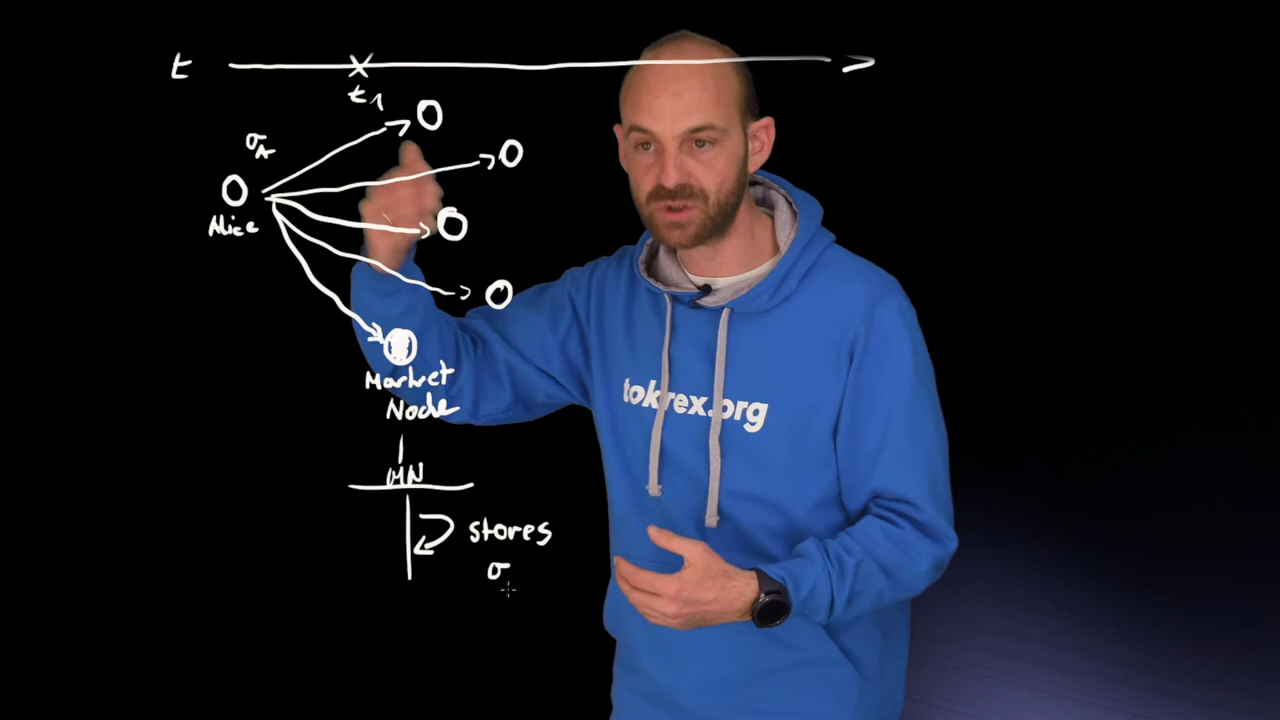 t
t1
σA
Alice
Market
Node
MN
stores
σ
tokrex.org